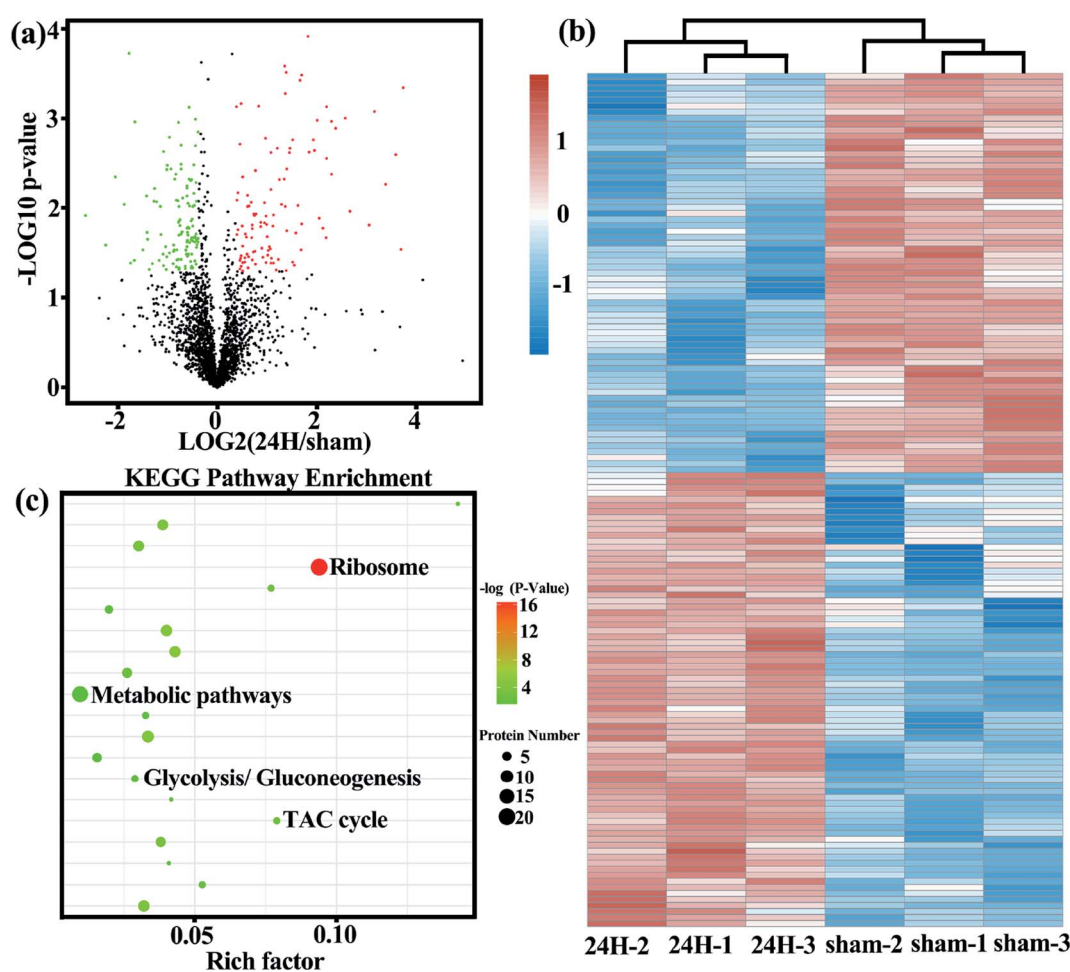 (a)
-LOG10 p-value
4
3
2
1
0
-2
0
2
4
LOG2(24H/sham)
(b)
1
0
-1
24H-2
24H-1
24H-3
sham-2
sham-1
sham-3
KEGG Pathway Enrichment
(c)
Ribosome
Metabolic pathways
Glycolysis/ Gluconeogenesis
TAC cycle
0.05
0.10
Rich factor
-log (P-Value)
16
12
8
4
Protein Number
5
10
15
20